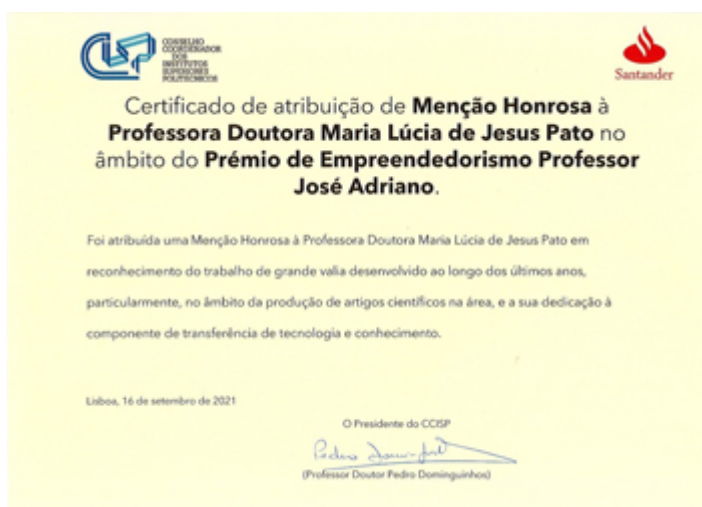 CONSELHO
COORDENADOR
DOS
INSTITUTOS
SUPERIORES
POLITÉCNICOS
Santander
Certificado de atribuição de Menção Honrosa à
Professora Doutora Maria Lúcia de Jesus Pato no
âmbito do Prémio de Empreendedorismo Professor
José Adriano.
Foi atribuída uma Menção Honrosa à Professora Doutora Maria Lúcia de Jesus Pato em
reconhecimento do trabalho de grande valia desenvolvido ao longo dos últimos anos,
particularmente, no âmbito da produção de artigos científicos na área, e a sua dedicação à
componente de transferência de tecnologia e conhecimento.
Lisboa, 16 de setembro de 2021
O Presidente do CCISP
(Professor Doutor Pedro Dominguinhos)